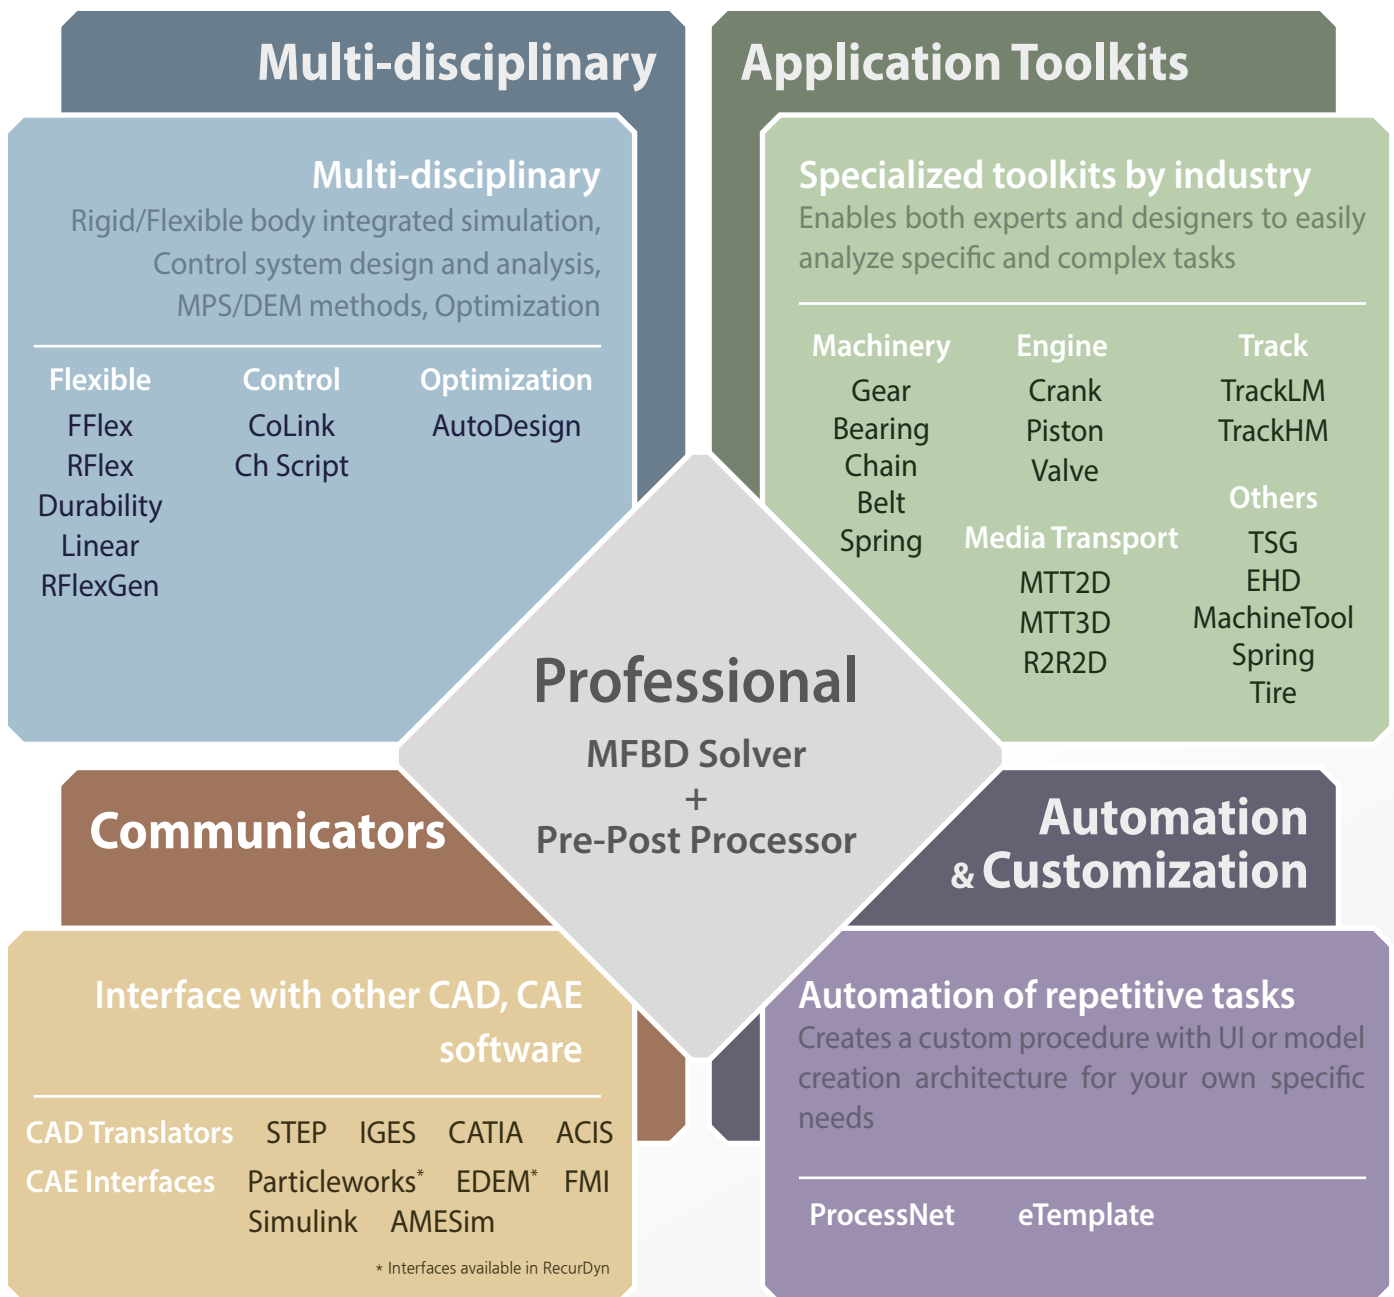 Multi-disciplinary
Multi-disciplinary
Rigid/Flexible body integrated simulation,
Control system design and analysis,
MPS/DEM methods, Optimization
Flexible
FFlex
RFlex
Durability
Linear
RFlexGen
Control
CoLink
Ch Script
Optimization
AutoDesign
Application Toolkits
Specialized toolkits by industry
Enables both experts and designers to easily
analyze specific and complex tasks
Machinery
Gear
Bearing
Chain
Belt
Spring
Engine
Crank
Piston
Valve
Media Transport
MTT2D
MTT3D
R2R2D
Track
TrackLM
TrackHM
Others
TSG
EHD
MachineTool
Spring
Tire
Professional
MFBD Solver
+
Pre-Post Processor
Communicators
Interface with other CAD, CAE
software
CAD Translators STEP IGES CATIA ACIS
CAE Interfaces Particleworks* EDEM* FMI
Simulink AMESim
* Interfaces available in RecurDyn
Automation
& Customization
Automation of repetitive tasks
Creates a custom procedure with UI or model
creation architecture for your own specific
needs
ProcessNet eTemplate